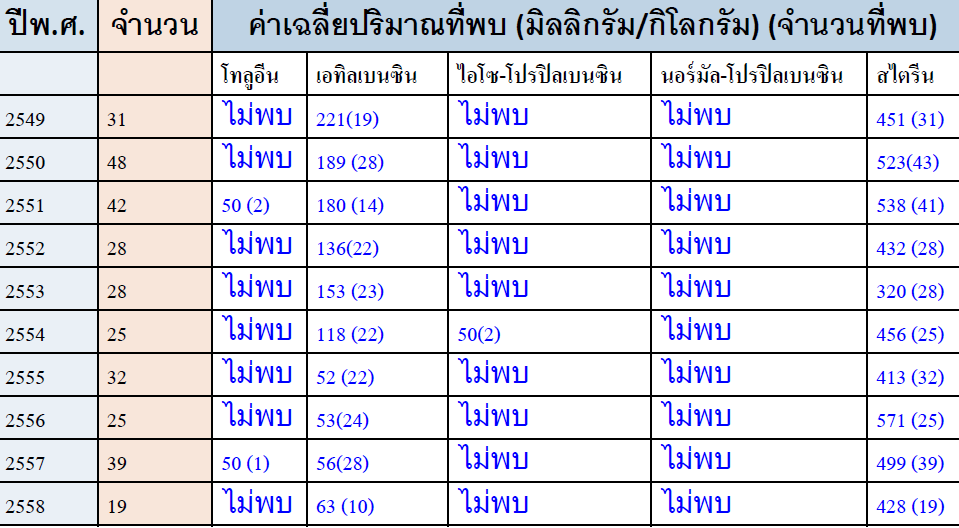 ปีพ.ศ. จำนวน ค่าเฉลี่ยปริมาณที่พบ (มิลลิกรัม/กิโลกรัม) (จำนวนที่พบ)
โทลูอีน เอทิลเบนซิน ไอโซ-โปรปิลเบนซิน นอร์มัล-โปรปิลเบนซิน สไตรีน
2549 31 ไม่พบ 221(19) ไม่พบ ไม่พบ 451 (31)
2550 48 ไม่พบ 189 (28) ไม่พบ ไม่พบ 523(43)
2551 42 50 (2) 180 (14) ไม่พบ ไม่พบ 538 (41)
2552 28 ไม่พบ 136(22) ไม่พบ ไม่พบ 432 (28)
2553 28 ไม่พบ 153 (23) ไม่พบ ไม่พบ 320 (28)
2554 25 ไม่พบ 118 (22) 50(2) ไม่พบ 456 (25)
2555 32 ไม่พบ 52 (22) ไม่พบ ไม่พบ 413 (32)
2556 25 ไม่พบ 53(24) ไม่พบ ไม่พบ 571 (25)
2557 39 50 (1) 56(28) ไม่พบ ไม่พบ 499 (39)
2558 19 ไม่พบ 63 (10) ไม่พบ ไม่พบ 428 (19)